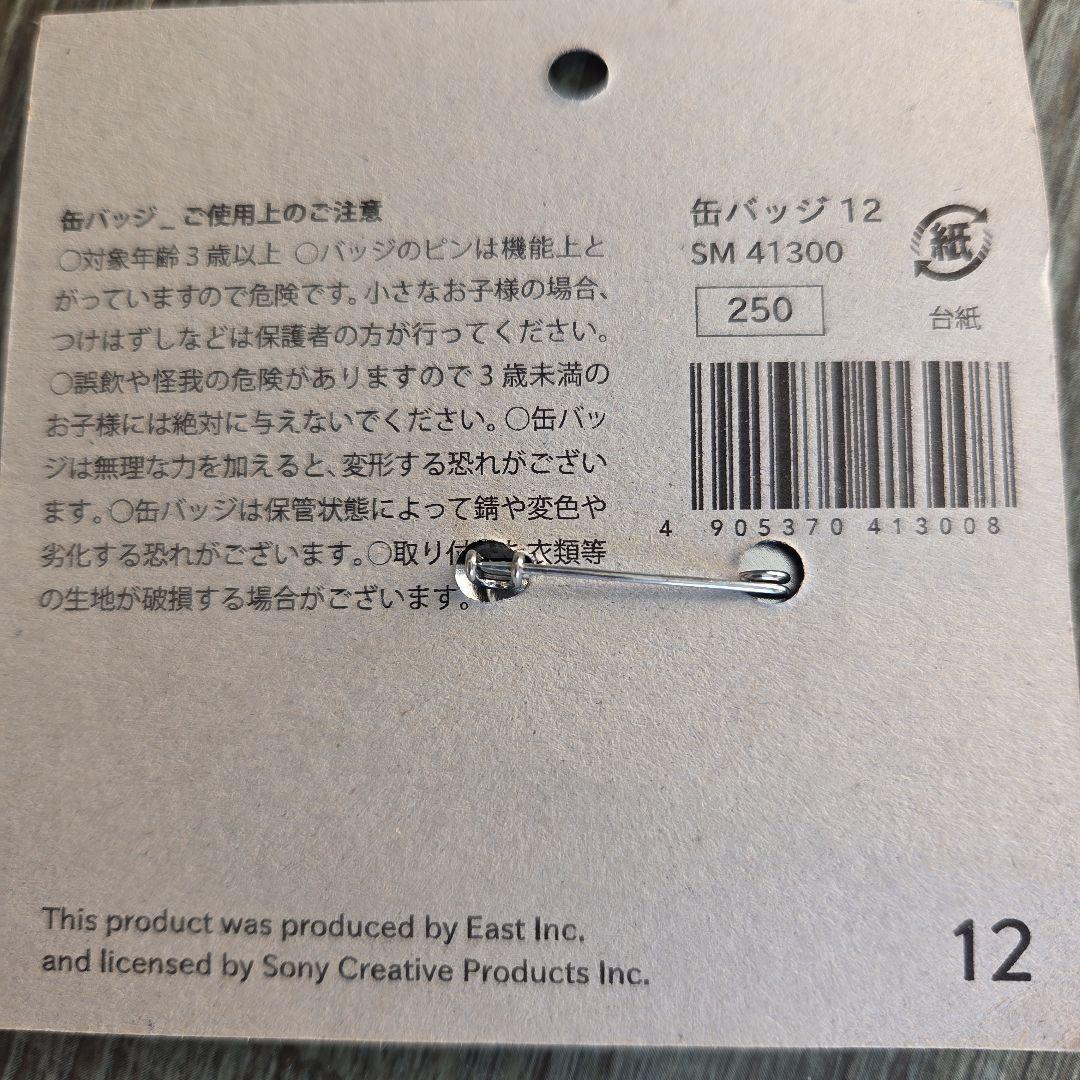 缶バッジ_ご使用上のご注意
○対象年齢3歳以上 ○バッジのピンは機能上と
がっていますので危険です。小さなお子様の場合、
つけはずしなどは保護者の方が行ってください。
○誤飲や怪我の危険がありますので3歳未満の
お子様には絶対に与えないでください。○缶バッ
ジは無理な力を加えると、変形する恐れがござい
ます。○缶バッジは保管状態によって錆や変色や
劣化する恐れがございます。○取り付 衣類等
の生地が破損する場合がございます。
缶バッジ 12
SM 41300
250
紙
台紙
4 905370 413008
This product was produced by East Inc.
and licensed by Sony Creative Products Inc.
12